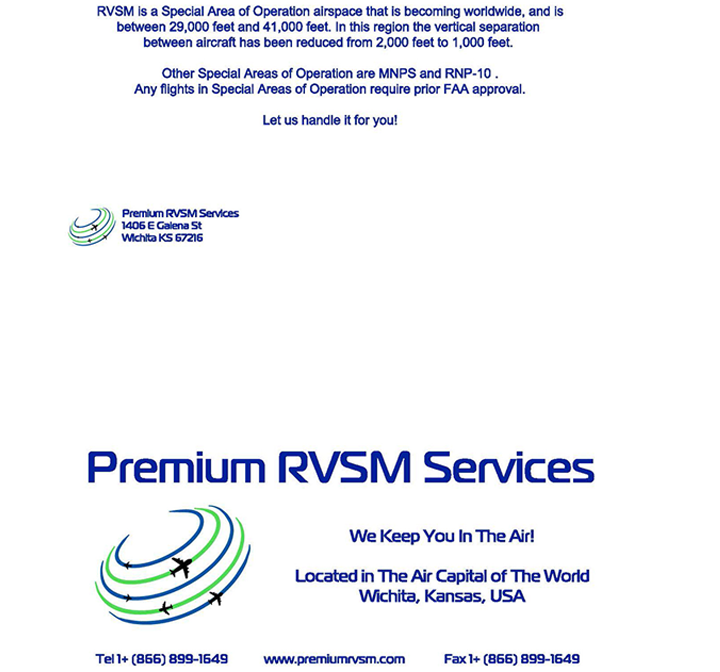 RVSM is a Special Area of Operation airspace that is becoming worldwide, and is
between 29,000 feet and 41,000 feet. In this region the vertical separation
between aircraft has been reduced from 2,000 feet to 1,000 feet.
Other Special Areas of Operation are MNPS and RNP-10 .
Any flights in Special Areas of Operation require prior FAA approval.
Let us handle it for you!
Premium RVSM Services
1406 E Galena St
Wichita KS 67216
Premium RVSM Services
We Keep You In The Air!
Located in The Air Capital of The World
Wichita, Kansas, USA
Tel 1+ (866) 899-1649 www.premiumrvsm.com Fax 1+ (866) 899-1649